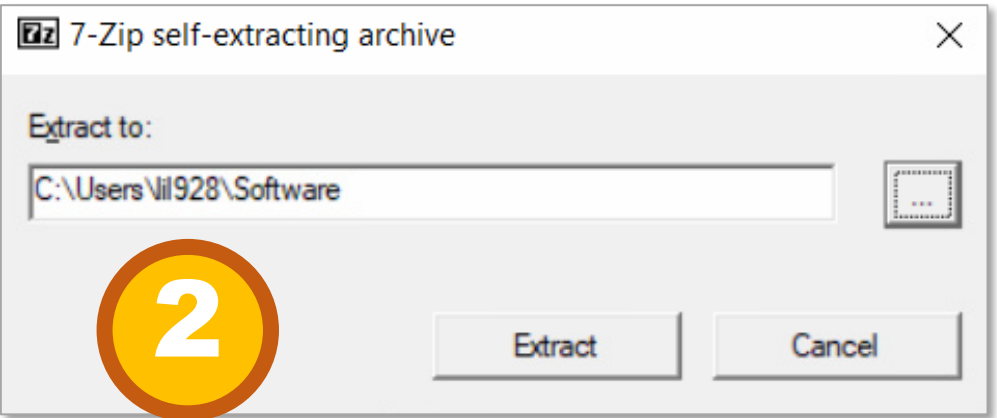 7z 7-Zip self-extracting archive
Extract to:
C:\Users\lil928\Software
...
2
Extract
Cancel